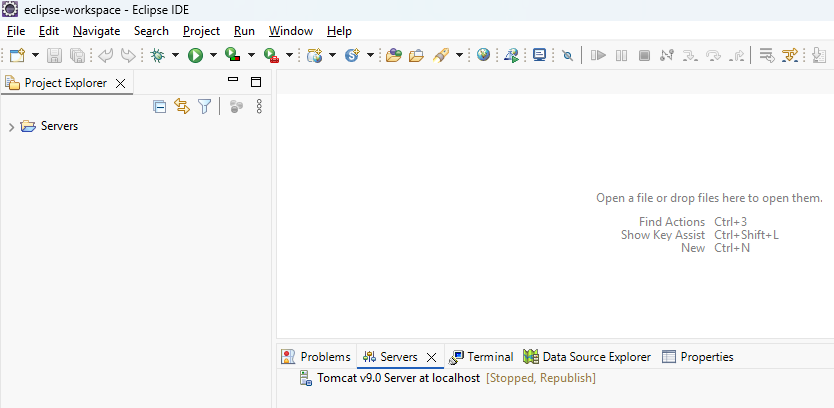 eclipse-workspace - Eclipse IDE
File Edit Navigate Search Project Run Window Help
Project Explorer
Servers
Open a file or drop files here to open them.
Find Actions Ctrl+3
Show Key Assist Ctrl+Shift+L
New Ctrl+N
Problems Servers Terminal Data Source Explorer Properties
Tomcat v9.0 Server at localhost [Stopped, Republish]